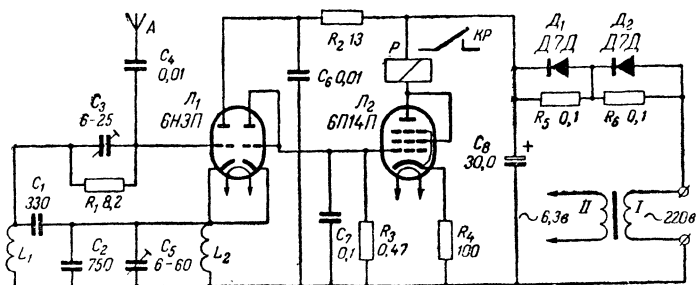 A
C4
0,01
C3
6-25
R1 8,2
C1
330
L1
C2
750
C5
6-60
L2
Л1
6Н3П
R2 13
C6 0,01
Р
КР
Л2
6П14П
C7
0,1
R3
0,47
R4
100
C8
30,0
+
Д1
Д7Д
Д2
Д7Д
R5 0,1
R6 0,1
~6,3в
II
I
~220в